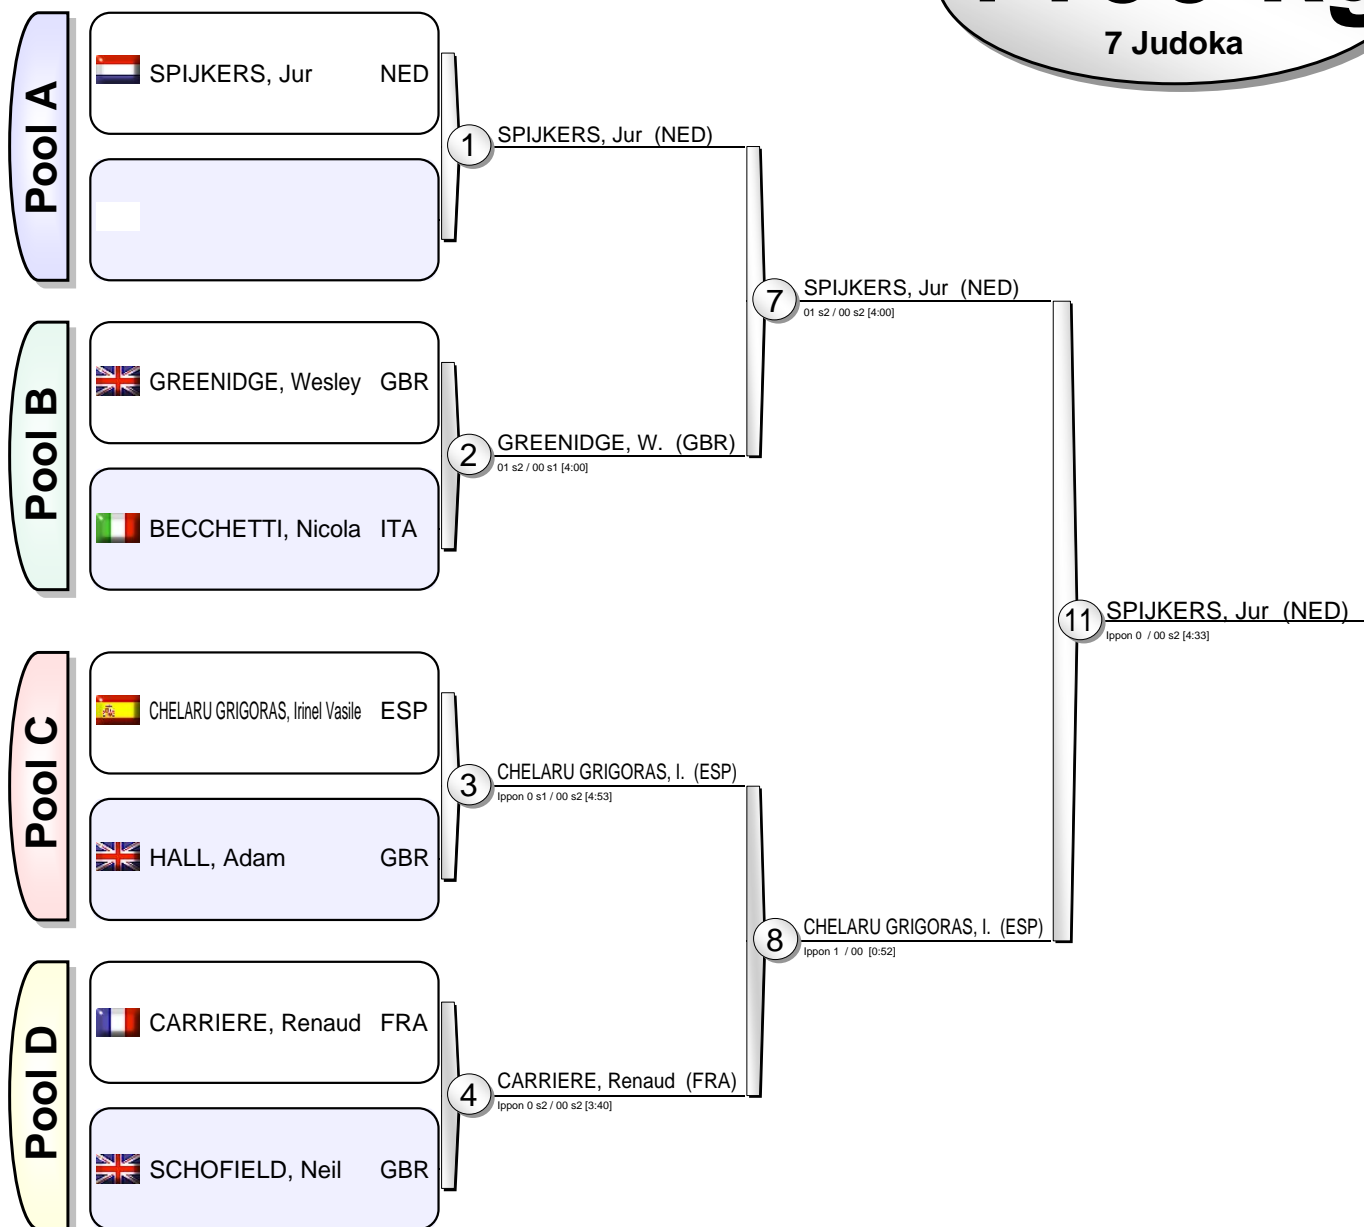 7 Judoka
Pool A
SPIJKERS, Jur NED
1
SPIJKERS, Jur (NED)
7
SPIJKERS, Jur (NED)
01 s2 / 00 s2 [4:00]
Pool B
GREENIDGE, Wesley GBR
2
GREENIDGE, W. (GBR)
01 s2 / 00 s1 [4:00]
BECCHETTI, Nicola ITA
11
SPIJKERS, Jur (NED)
Ippon 0 / 00 s2 [4:33]
Pool C
CHELARU GRIGORAS, Irinel Vasile ESP
3
CHELARU GRIGORAS, I. (ESP)
Ippon 0 s1 / 00 s2 [4:53]
HALL, Adam GBR
8
CHELARU GRIGORAS, I. (ESP)
Ippon 1 / 00 [0:52]
Pool D
CARRIERE, Renaud FRA
4
CARRIERE, Renaud (FRA)
Ippon 0 s2 / 00 s2 [3:40]
SCHOFIELD, Neil GBR